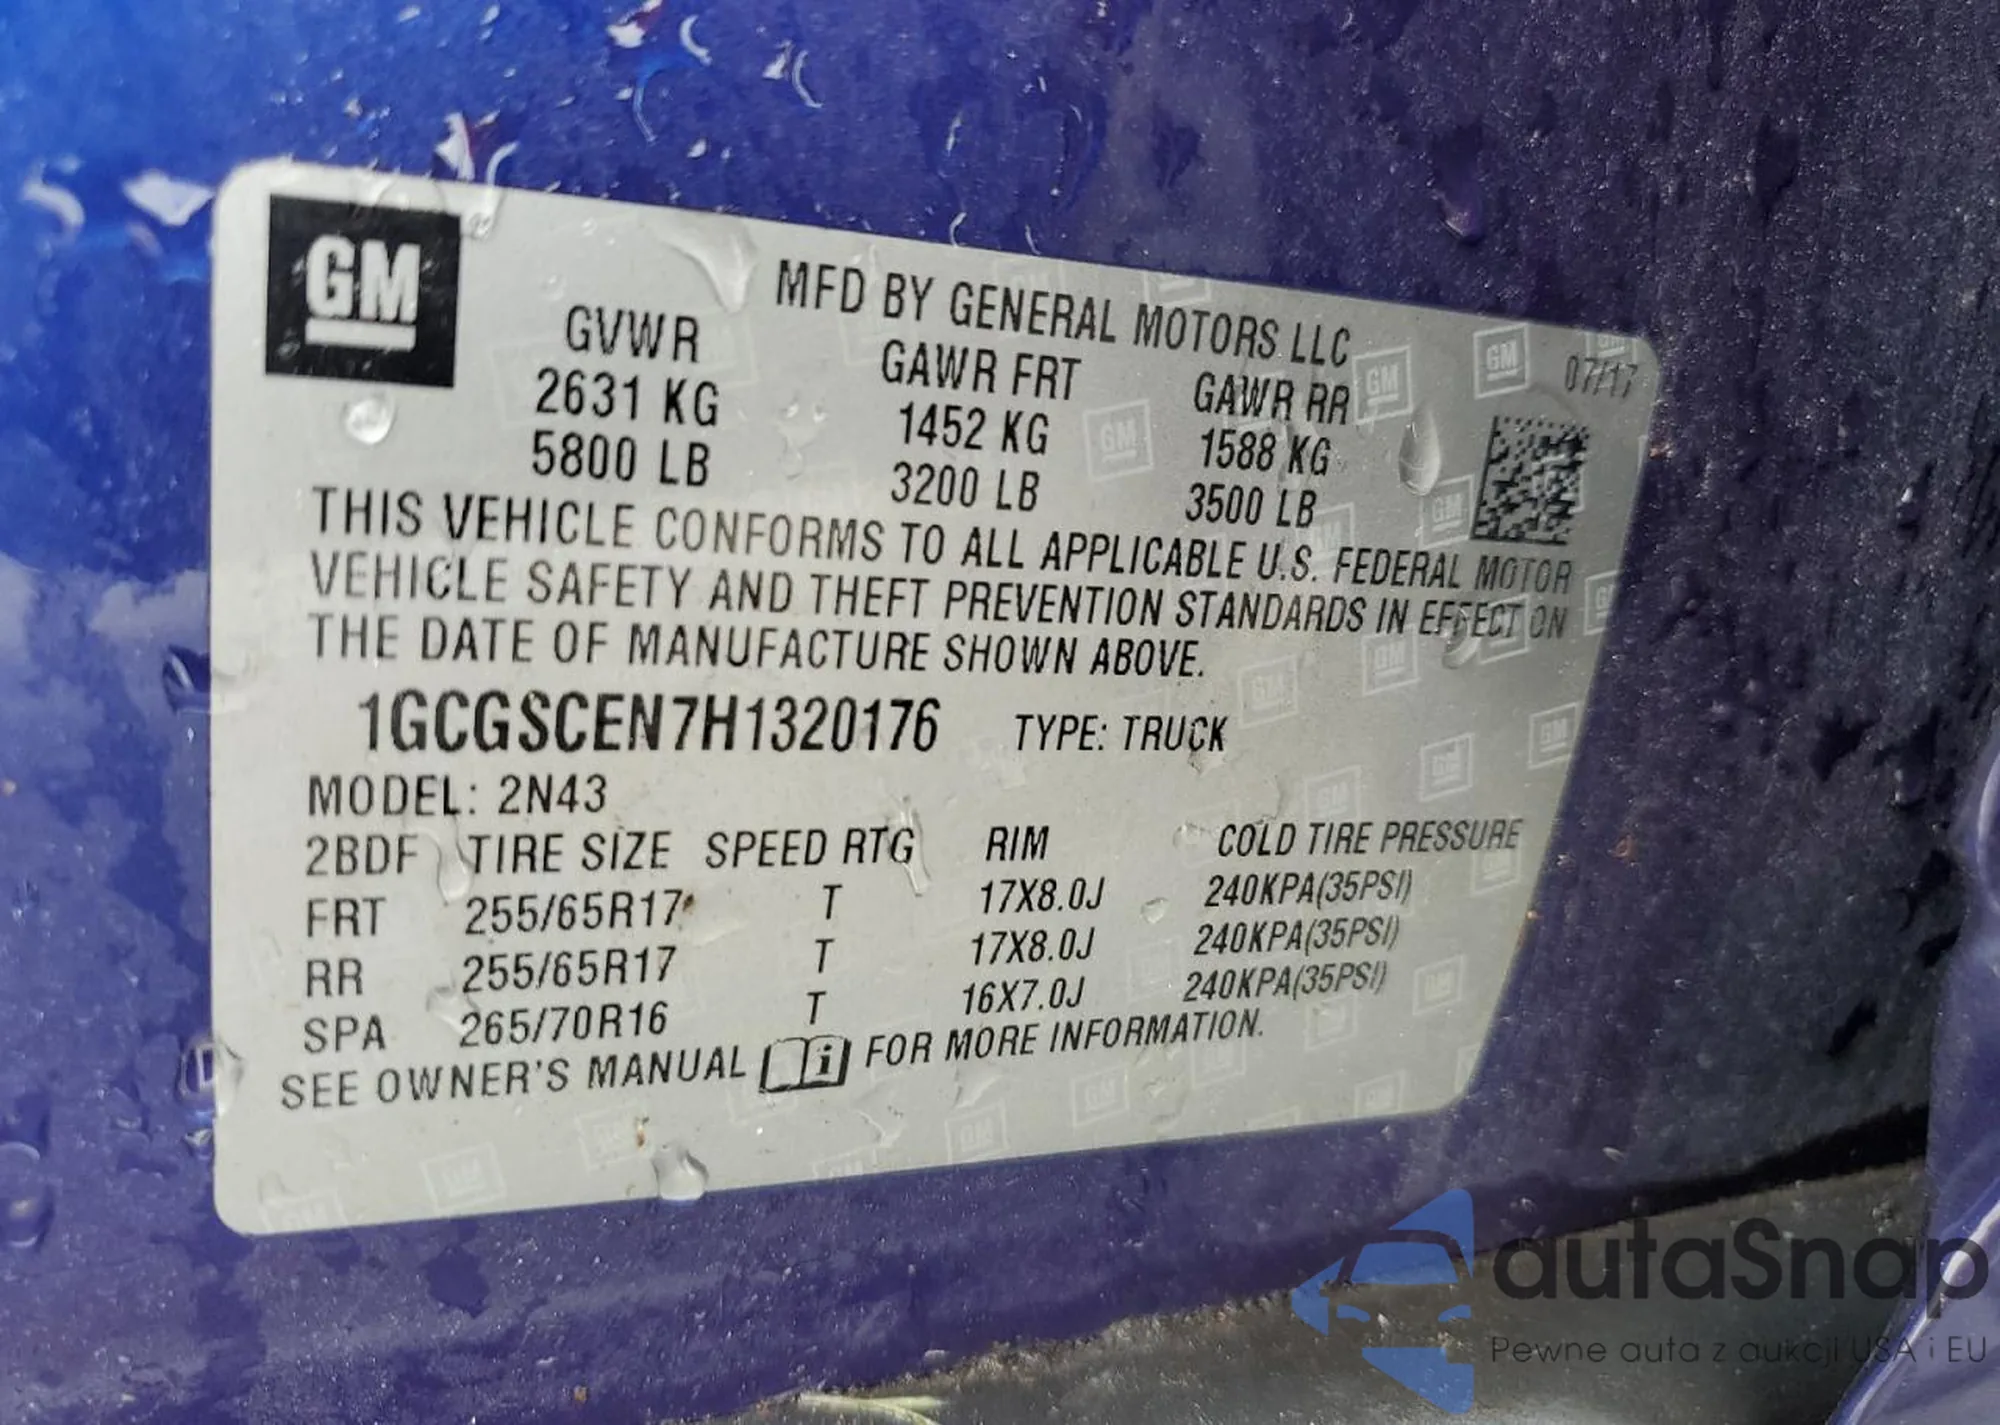 GM
MFD BY GENERAL MOTORS LLC
07/17
GVWR GAWR FRT GAWR RR
2631 KG 1452 KG 1588 KG
5800 LB 3200 LB 3500 LB
THIS VEHICLE CONFORMS TO ALL APPLICABLE U.S. FEDERAL MOTOR
VEHICLE SAFETY AND THEFT PREVENTION STANDARDS IN EFFECT ON
THE DATE OF MANUFACTURE SHOWN ABOVE.
1GCGSCEN7H1320176 TYPE: TRUCK
MODEL: 2N43
2BDF TIRE SIZE SPEED RTG RIM COLD TIRE PRESSURE
FRT 255/65R17 T 17X8.0J 240KPA(35PSI)
RR 255/65R17 T 17X8.0J 240KPA(35PSI)
SPA 265/70R16 T 16X7.0J 240KPA(35PSI)
SEE OWNER'S MANUAL i FOR MORE INFORMATION.
autaSnap
Pewne auta z aukcji USA i EU